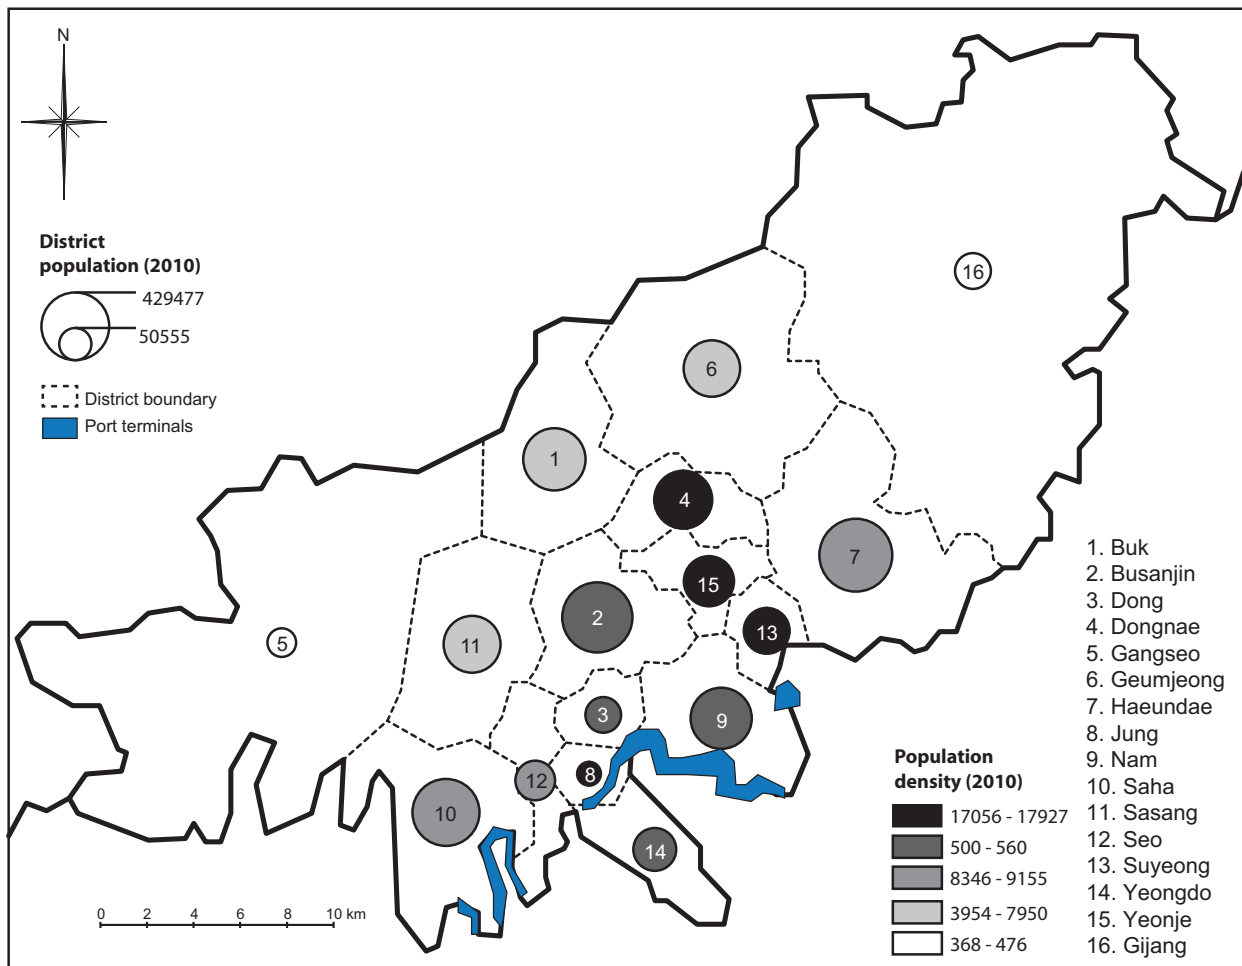 N
District
population (2010)
429477
50555
District boundary
Port terminals
16
6
1
4
7
15
2
13
5
11
3
9
8
12
10
14
0 2 4 6 8 10 km
Population
density (2010)
17056 - 17927
500 - 560
8346 - 9155
3954 - 7950
368 - 476
1. Buk
2. Busanjin
3. Dong
4. Dongnae
5. Gangseo
6. Geumjeong
7. Haeundae
8. Jung
9. Nam
10. Saha
11. Sasang
12. Seo
13. Suyeong
14. Yeongdo
15. Yeonje
16. Gijang